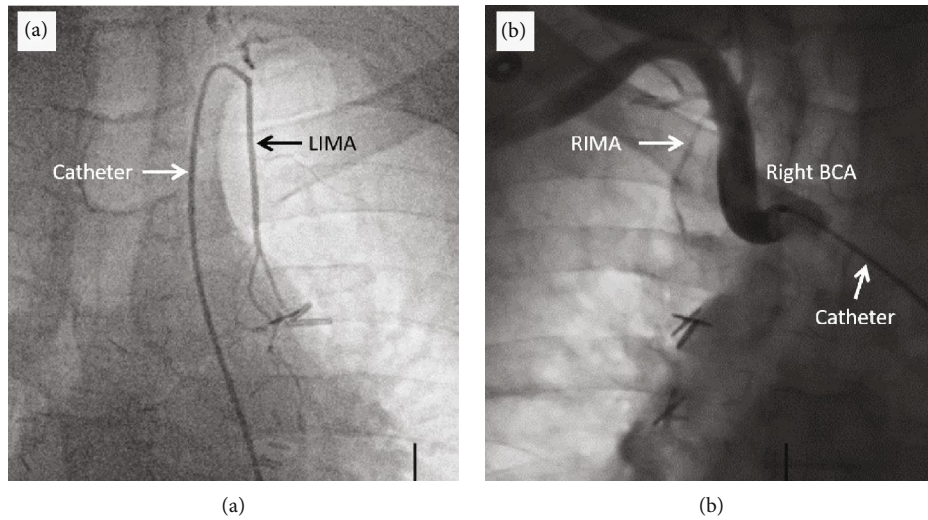 (a)
LIMA
Catheter
(b)
RIMA
Right BCA
Catheter
(a)
(b)